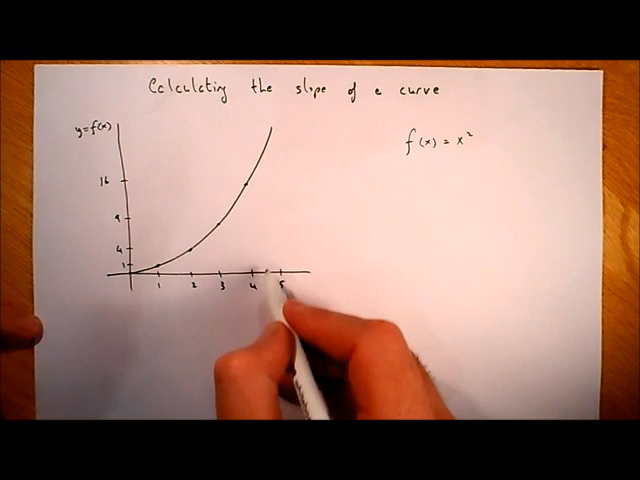 Calculating the slope of a curve
y=f(x)
f(x) = x²
16
9
4
1
1 2 3 4 5